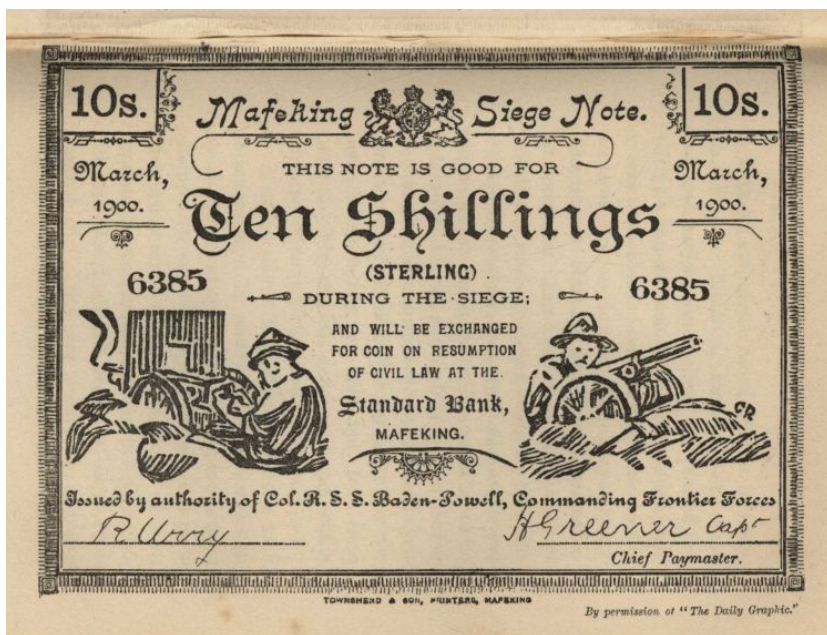 10s. Mafeking Siege Note. 10s.
March, 1900.
March, 1900.
THIS NOTE IS GOOD FOR
Ten Shillings
(STERLING).
6385
6385
DURING THE SIEGE;
AND WILL BE EXCHANGED
FOR COIN ON RESUMPTION
OF CIVIL LAW AT THE.
Standard Bank,
MAFEKING.
CR
Issued by authority of Col. R. S. S. Baden-Powell, Commanding Frontier Forces
R. Urry
H Greener Capt
Chief Paymaster.
TOWNSHEND & SON, PRINTERS, MAFEKING
By permission of "The Daily Graphic."